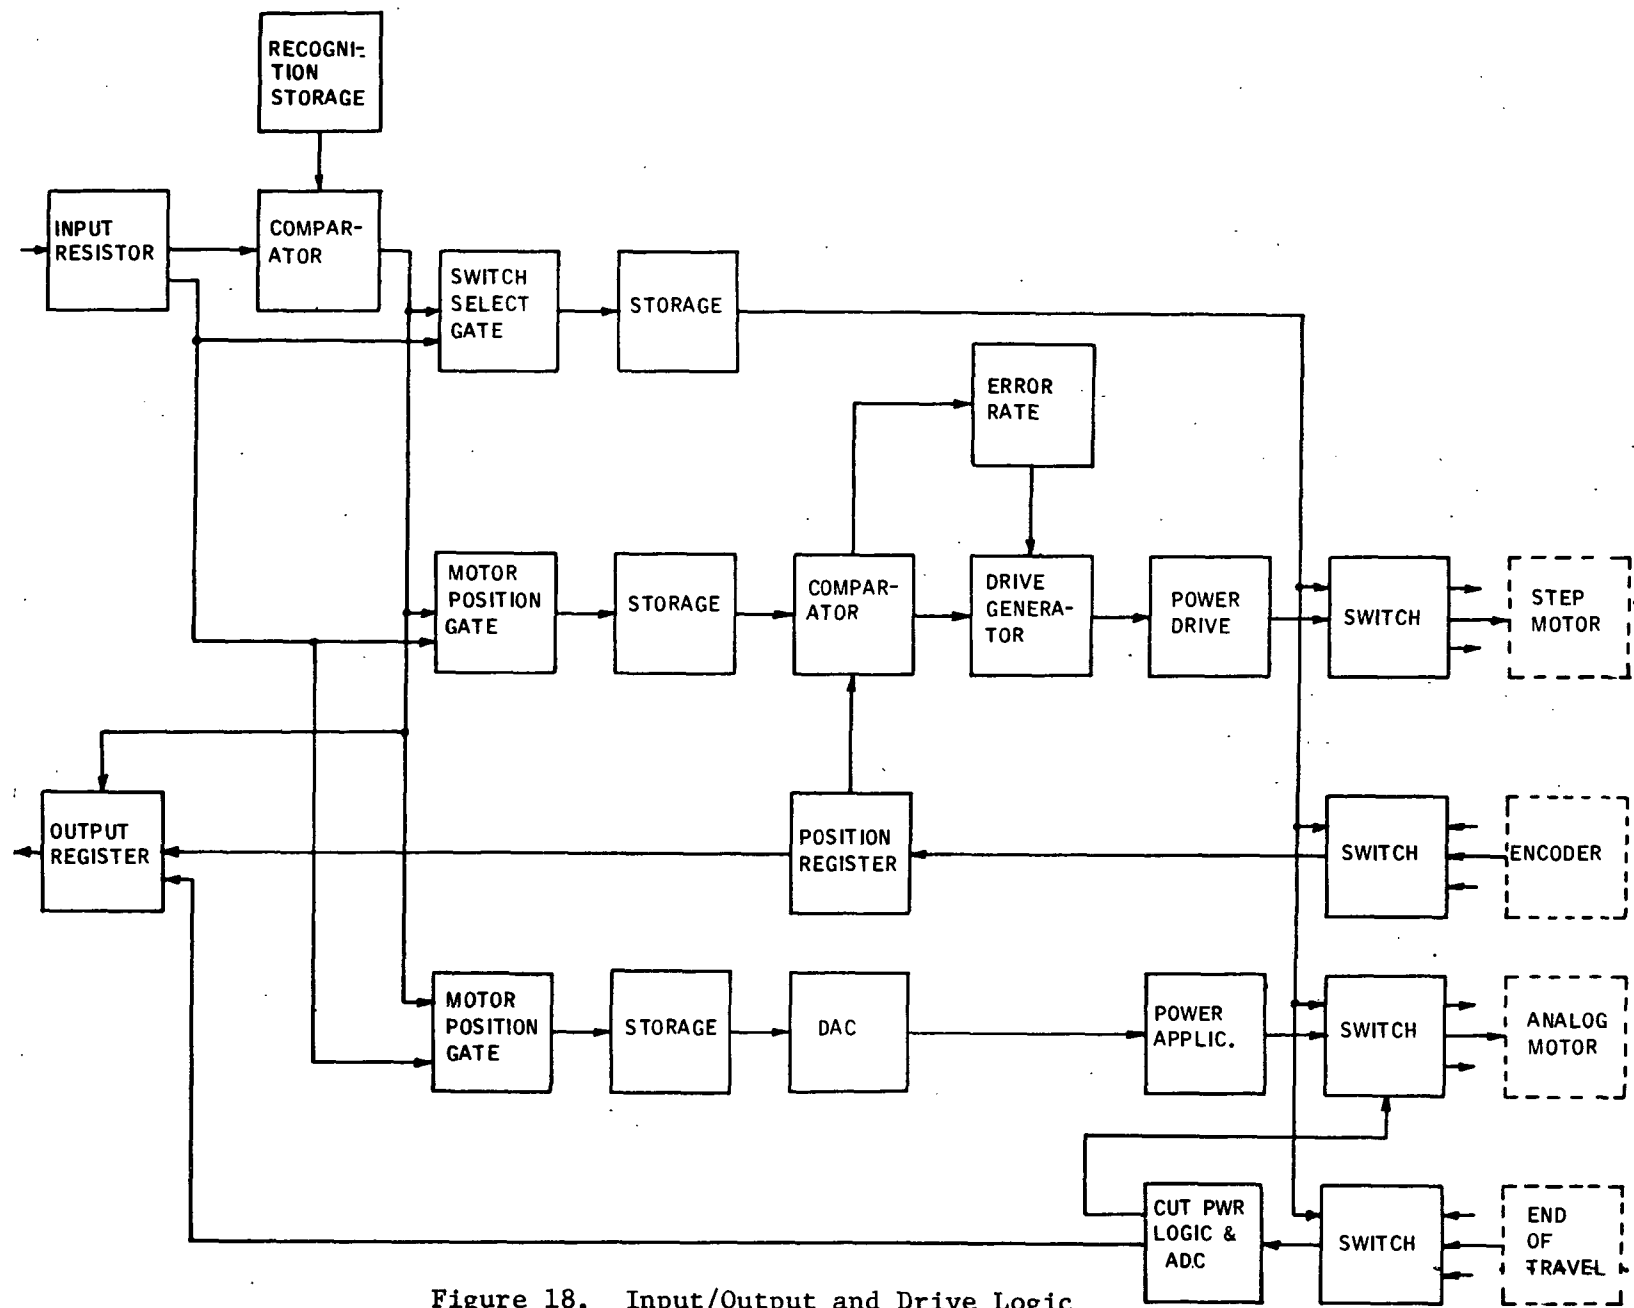 RECOGNI-
TION
STORAGE
INPUT
RESISTOR
COMPAR-
ATOR
SWITCH
SELECT
GATE
STORAGE
ERROR
RATE
MOTOR
POSITION
GATE
STORAGE
COMPAR-
ATOR
DRIVE
GENERA-
TOR
POWER
DRIVE
SWITCH
STEP
MOTOR
OUTPUT
REGISTER
POSITION
REGISTER
SWITCH
ENCODER
MOTOR
POSITION
GATE
STORAGE
DAC
POWER
APPLIC.
SWITCH
ANALOG
MOTOR
CUT PWR
LOGIC &
ADC
SWITCH
END
OF
TRAVEL
Figure 18. Input/Output and Drive Logic